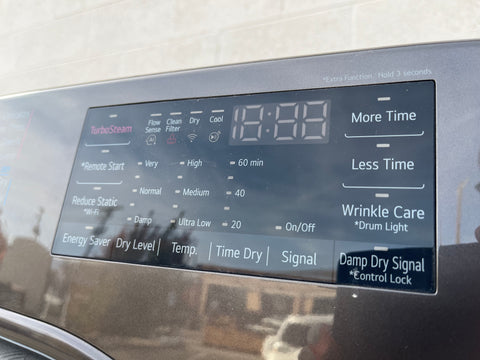 *Extra Function. Hold 3 seconds
TurboSteam
Flow Sense
Clean Filter
Dry
Cool
More Time
*Remote Start
Very
High
60 min
Less Time
Reduce Static
*Wi-Fi
Normal
Medium
40
Wrinkle Care
*Drum Light
Damp
Ultra Low
20
On/Off
Energy Saver
Dry Level
Temp.
Time Dry
Signal
Damp Dry Signal
*Control Lock